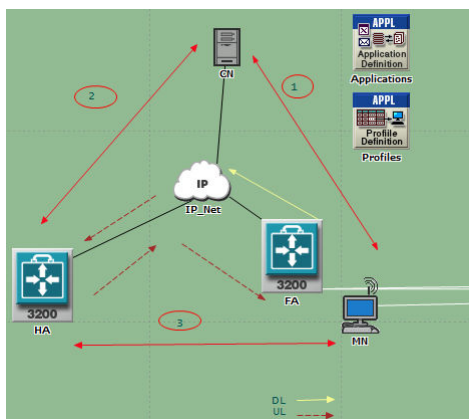 APPL
Application
Definition
Applications
CN
1
2
APPL
Profile
Definition
Profiles
IP
IP_Net
3200
FA
3200
HA
3
MN
DL
UL